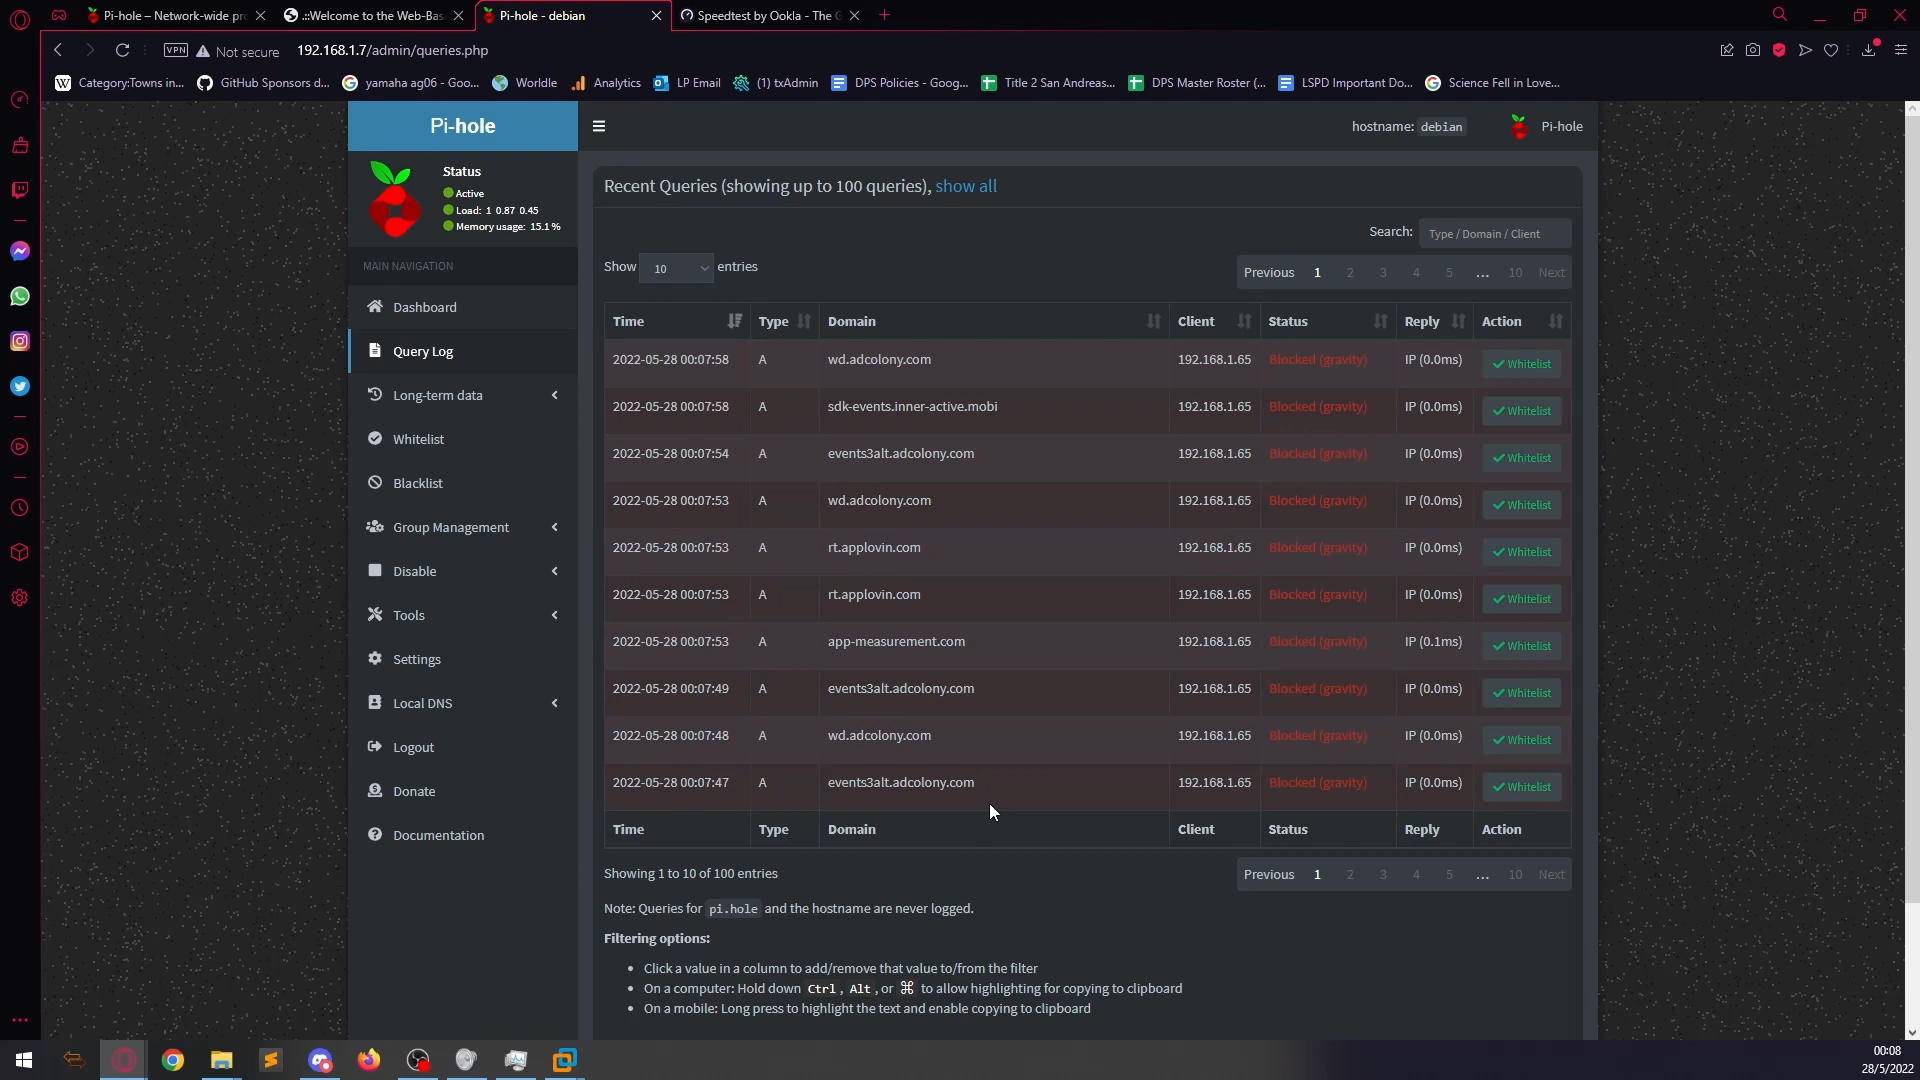 Pi-hole – Network-wide pr
.::Welcome to the Web-Bas
Pi-hole - debian
Speedtest by Ookla - The G
VPN
Not secure
192.168.1.7/admin/queries.php
Category:Towns in...
GitHub Sponsors d...
yamaha ag06 - Goo...
Worldle
Analytics
LP Email
(1) txAdmin
DPS Policies - Goog...
Title 2 San Andreas...
DPS Master Roster (...
LSPD Important Do...
Science Fell in Love...
Pi-hole
hostname: debian
Pi-hole
Status
Active
Load: 1 0.87 0.45
Memory usage: 15.1 %
MAIN NAVIGATION
Dashboard
Query Log
Long-term data
Whitelist
Blacklist
Group Management
Disable
Tools
Settings
Local DNS
Logout
Donate
Documentation
Recent Queries (showing up to 100 queries), show all
Search: Type / Domain / Client
Show 10 entries
Previous 1 2 3 4 5 ... 10 Next
Time Type Domain Client Status Reply Action
2022-05-28 00:07:58 A wd.adcolony.com 192.168.1.65 Blocked (gravity) IP (0.0ms) Whitelist
2022-05-28 00:07:58 A sdk-events.inner-active.mobi 192.168.1.65 Blocked (gravity) IP (0.0ms) Whitelist
2022-05-28 00:07:54 A events3alt.adcolony.com 192.168.1.65 Blocked (gravity) IP (0.0ms) Whitelist
2022-05-28 00:07:53 A wd.adcolony.com 192.168.1.65 Blocked (gravity) IP (0.0ms) Whitelist
2022-05-28 00:07:53 A rt.applovin.com 192.168.1.65 Blocked (gravity) IP (0.0ms) Whitelist
2022-05-28 00:07:53 A rt.applovin.com 192.168.1.65 Blocked (gravity) IP (0.0ms) Whitelist
2022-05-28 00:07:53 A app-measurement.com 192.168.1.65 Blocked (gravity) IP (0.1ms) Whitelist
2022-05-28 00:07:49 A events3alt.adcolony.com 192.168.1.65 Blocked (gravity) IP (0.0ms) Whitelist
2022-05-28 00:07:48 A wd.adcolony.com 192.168.1.65 Blocked (gravity) IP (0.0ms) Whitelist
2022-05-28 00:07:47 A events3alt.adcolony.com 192.168.1.65 Blocked (gravity) IP (0.0ms) Whitelist
Time Type Domain Client Status Reply Action
Showing 1 to 10 of 100 entries
Previous 1 2 3 4 5 ... 10 Next
Note: Queries for pi.hole and the hostname are never logged.
Filtering options:
• Click a value in a column to add/remove that value to/from the filter
• On a computer: Hold down Ctrl, Alt, or ⌘ to allow highlighting for copying to clipboard
• On a mobile: Long press to highlight the text and enable copying to clipboard
00:08
28/5/2022